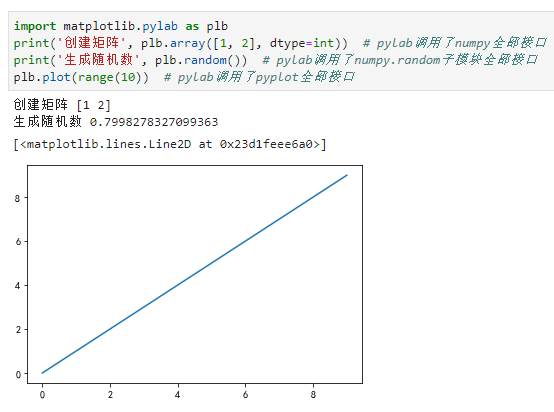 import matplotlib.pylab as plb
print('创建矩阵', plb.array([1, 2], dtype=int))  # pylab调用了numpy全部接口
print('生成随机数', plb.random())  # pylab调用了numpy.random子模块全部接口
plb.plot(range(10))  # pylab调用了pyplot全部接口
创建矩阵 [1 2]
生成随机数 0.7998278327099363
[<matplotlib.lines.Line2D at 0x23d1feee6a0>]
8
6
4
2
0
0 2 4 6 8